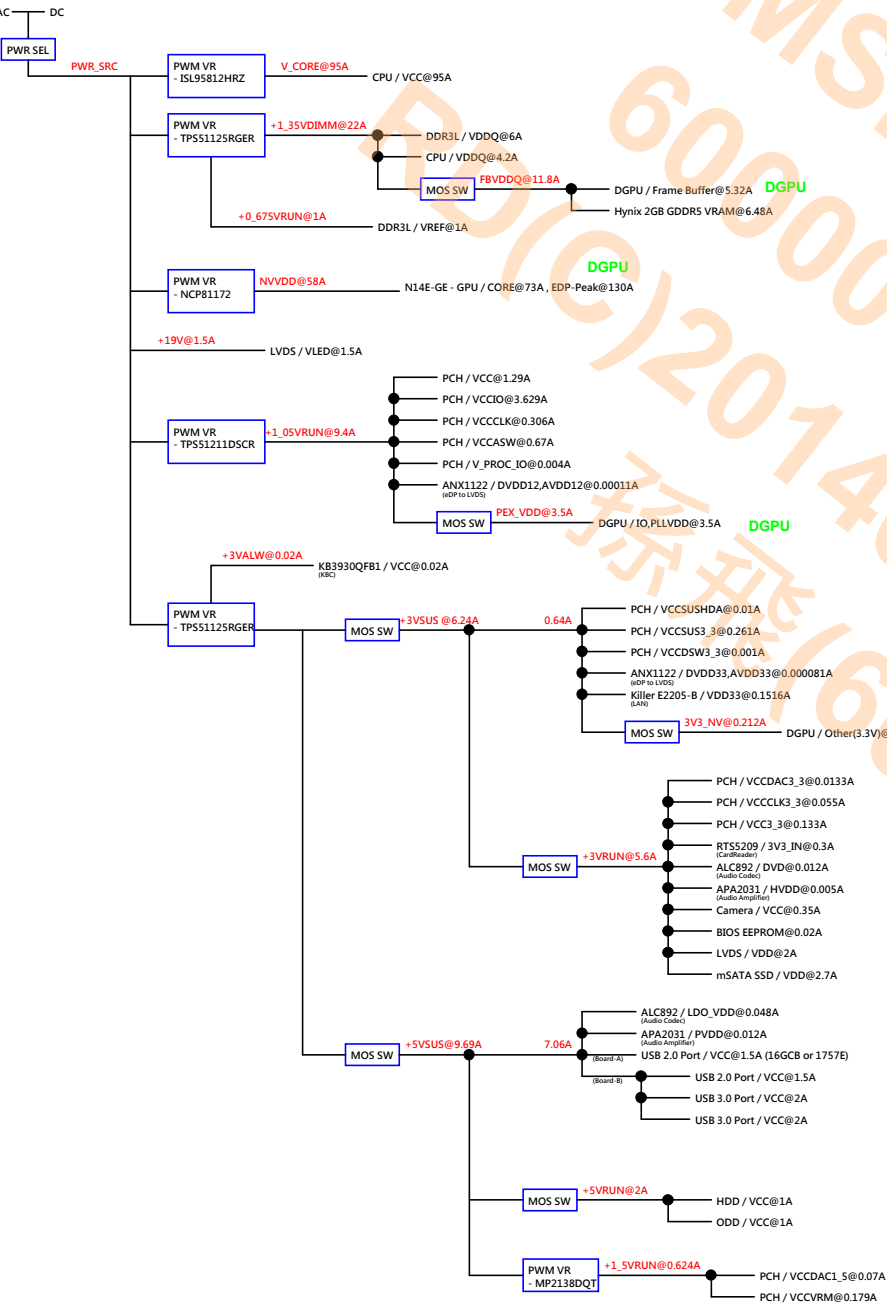 AC DC
PWR SEL
PWR_SRC
PWM VR
- ISL95812HRZ
V_CORE@95A
CPU / VCC@95A
PWM VR
- TPS51125RGER
+1_35VDIMM@22A
DDR3L / VDDQ@6A
CPU / VDDQ@4.2A
MOS SW
FBVDDQ@11.8A
DGPU / Frame Buffer@5.32A
DGPU
Hynix 2GB GDDR5 VRAM@6.48A
+0_675VRUN@1A
DDR3L / VREF@1A
DGPU
PWM VR
- NCP81172
NVVDD@58A
N14E-GE - GPU / CORE@73A , EDP-Peak@130A
+19V@1.5A
LVDS / VLED@1.5A
PWM VR
- TPS51211DSCR
+1_05VRUN@9.4A
PCH / VCC@1.29A
PCH / VCCIO@3.629A
PCH / VCCCLK@0.306A
PCH / VCCASW@0.67A
PCH / V_PROC_IO@0.004A
ANX1122 / DVDD12,AVDD12@0.00011A
(eDP to LVDS)
MOS SW
PEX_VDD@3.5A
DGPU / IO,PLLVDD@3.5A
DGPU
+3VALW@0.02A
KB3930QFB1 / VCC@0.02A
(KBC)
PWM VR
- TPS51125RGER
MOS SW
+3VSUS @6.24A
0.64A
PCH / VCCSUSHDA@0.01A
PCH / VCCSUS3_3@0.261A
PCH / VCCDSW3_3@0.001A
ANX1122 / DVDD33,AVDD33@0.000081A
(eDP to LVDS)
Killer E2205-B / VDD33@0.1516A
(LAN)
MOS SW
3V3_NV@0.212A
DGPU / Other(3.3V)@
MOS SW
+3VRUN@5.6A
PCH / VCCDAC3_3@0.0133A
PCH / VCCCLK3_3@0.055A
PCH / VCC3_3@0.133A
RTS5209 / 3V3_IN@0.3A
(CardReader)
ALC892 / DVD@0.012A
(Audio Codec)
APA2031 / HVDD@0.005A
(Audio Amplifier)
Camera / VCC@0.35A
BIOS EEPROM@0.02A
LVDS / VDD@2A
mSATA SSD / VDD@2.7A
MOS SW
+5VSUS@9.69A
7.06A
ALC892 / LDO_VDD@0.048A
(Audio Codec)
APA2031 / PVDD@0.012A
(Audio Amplifier)
(Board-A)
USB 2.0 Port / VCC@1.5A (16GCB or 1757E)
(Board-B)
USB 2.0 Port / VCC@1.5A
USB 3.0 Port / VCC@2A
USB 3.0 Port / VCC@2A
MOS SW
+5VRUN@2A
HDD / VCC@1A
ODD / VCC@1A
PWM VR
- MP2138DQT
+1_5VRUN@0.624A
PCH / VCCDAC1_5@0.07A
PCH / VCCVRM@0.179A
MS
60000
RD(C)2014
孫飛(6